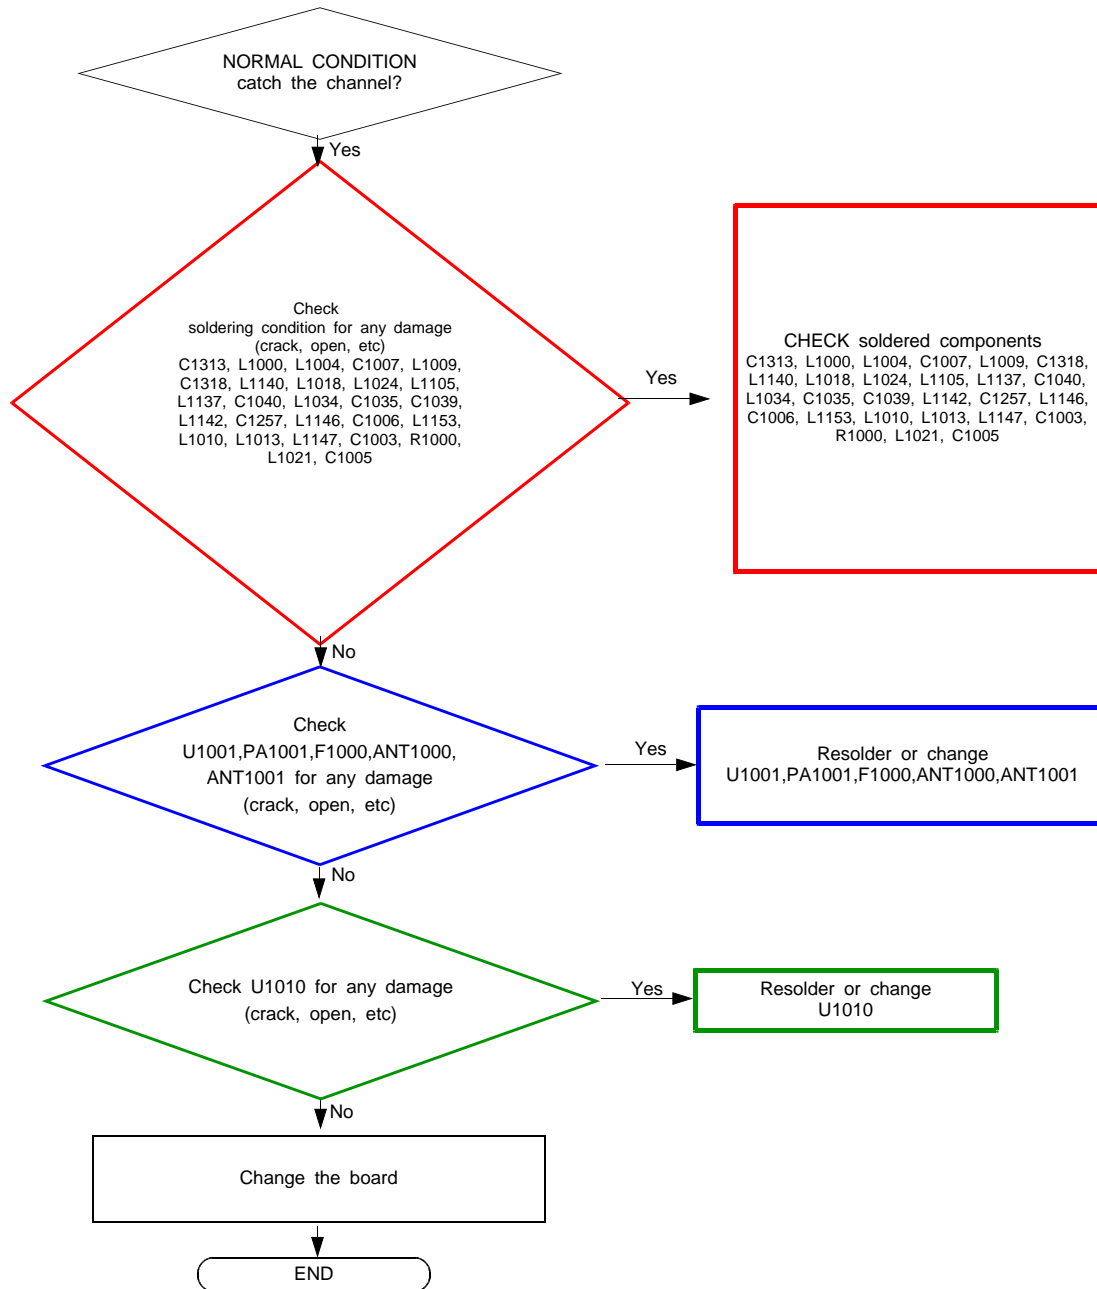 NORMAL CONDITION
catch the channel?
Yes
Check
soldering condition for any damage
(crack, open, etc)
C1313, L1000, L1004, C1007, L1009,
C1318, L1140, L1018, L1024, L1105,
L1137, C1040, L1034, C1035, C1039,
L1142, C1257, L1146, C1006, L1153,
L1010, L1013, L1147, C1003, R1000,
L1021, C1005
Yes
CHECK soldered components
C1313, L1000, L1004, C1007, L1009, C1318,
L1140, L1018, L1024, L1105, L1137, C1040,
L1034, C1035, C1039, L1142, C1257, L1146,
C1006, L1153, L1010, L1013, L1147, C1003,
R1000, L1021, C1005
No
Check
U1001,PA1001,F1000,ANT1000,
ANT1001 for any damage
(crack, open, etc)
Yes
Resolder or change
U1001,PA1001,F1000,ANT1000,ANT1001
No
Check U1010 for any damage
(crack, open, etc)
Yes
Resolder or change
U1010
No
Change the board
END